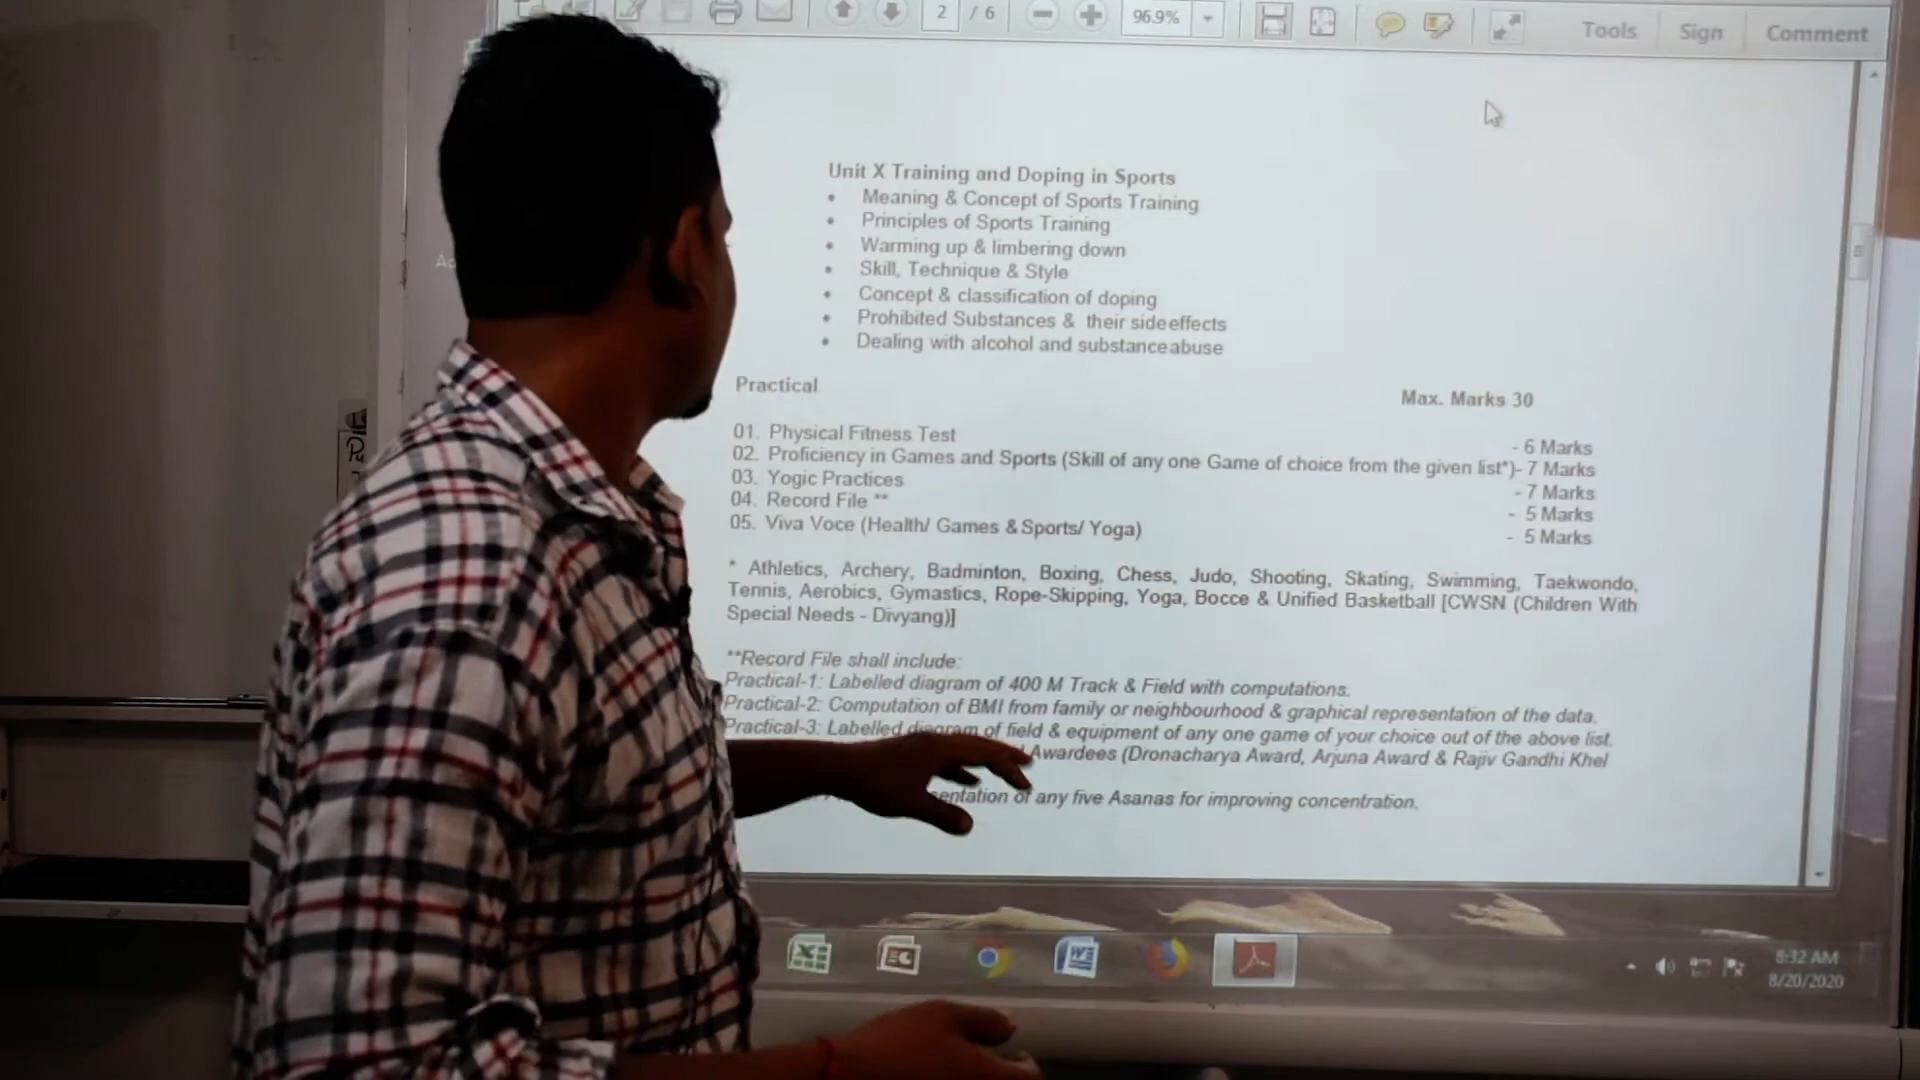 2 / 6
96.9%
Tools
Sign
Comment
Unit X Training and Doping in Sports
• Meaning & Concept of Sports Training
• Principles of Sports Training
• Warming up & limbering down
• Skill, Technique & Style
• Concept & classification of doping
• Prohibited Substances & their sideeffects
• Dealing with alcohol and substanceabuse
Practical
Max. Marks 30
01. Physical Fitness Test - 6 Marks
02. Proficiency in Games and Sports (Skill of any one Game of choice from the given list*)- 7 Marks
03. Yogic Practices - 7 Marks
04. Record File ** - 5 Marks
05. Viva Voce (Health/ Games & Sports/ Yoga) - 5 Marks
* Athletics, Archery, Badminton, Boxing, Chess, Judo, Shooting, Skating, Swimming, Taekwondo,
Tennis, Aerobics, Gymastics, Rope-Skipping, Yoga, Bocce & Unified Basketball [CWSN (Children With
Special Needs - Divyang)]
**Record File shall include:
Practical-1: Labelled diagram of 400 M Track & Field with computations.
Practical-2: Computation of BMI from family or neighbourhood & graphical representation of the data.
Practical-3: Labelled diagram of field & equipment of any one game of your choice out of the above list.
Awardees (Dronacharya Award, Arjuna Award & Rajiv Gandhi Khel
of any five Asanas for improving concentration.
8:32 AM
8/20/2020